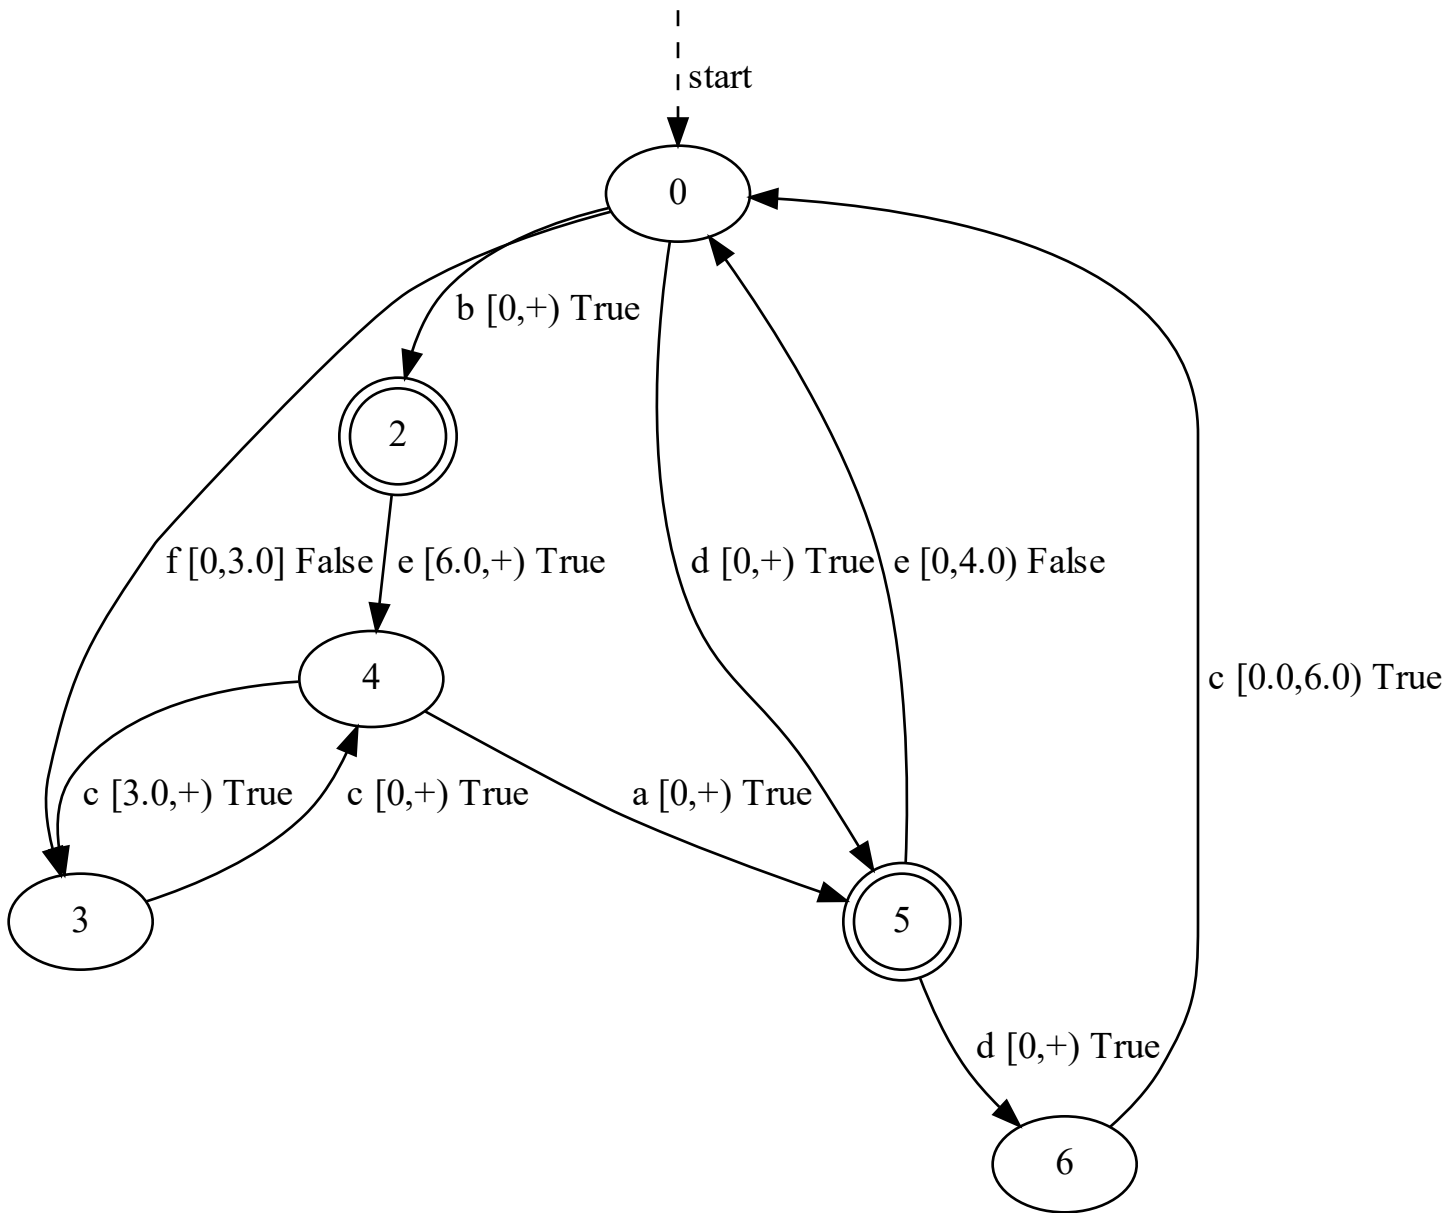 start
0
b [0,+) True
2
f [0,3.0] False
e [6.0,+) True
d [0,+) True
e [0,4.0) False
4
c [0.0,6.0) True
c [3.0,+) True
c [0,+) True
a [0,+) True
3
5
d [0,+) True
6